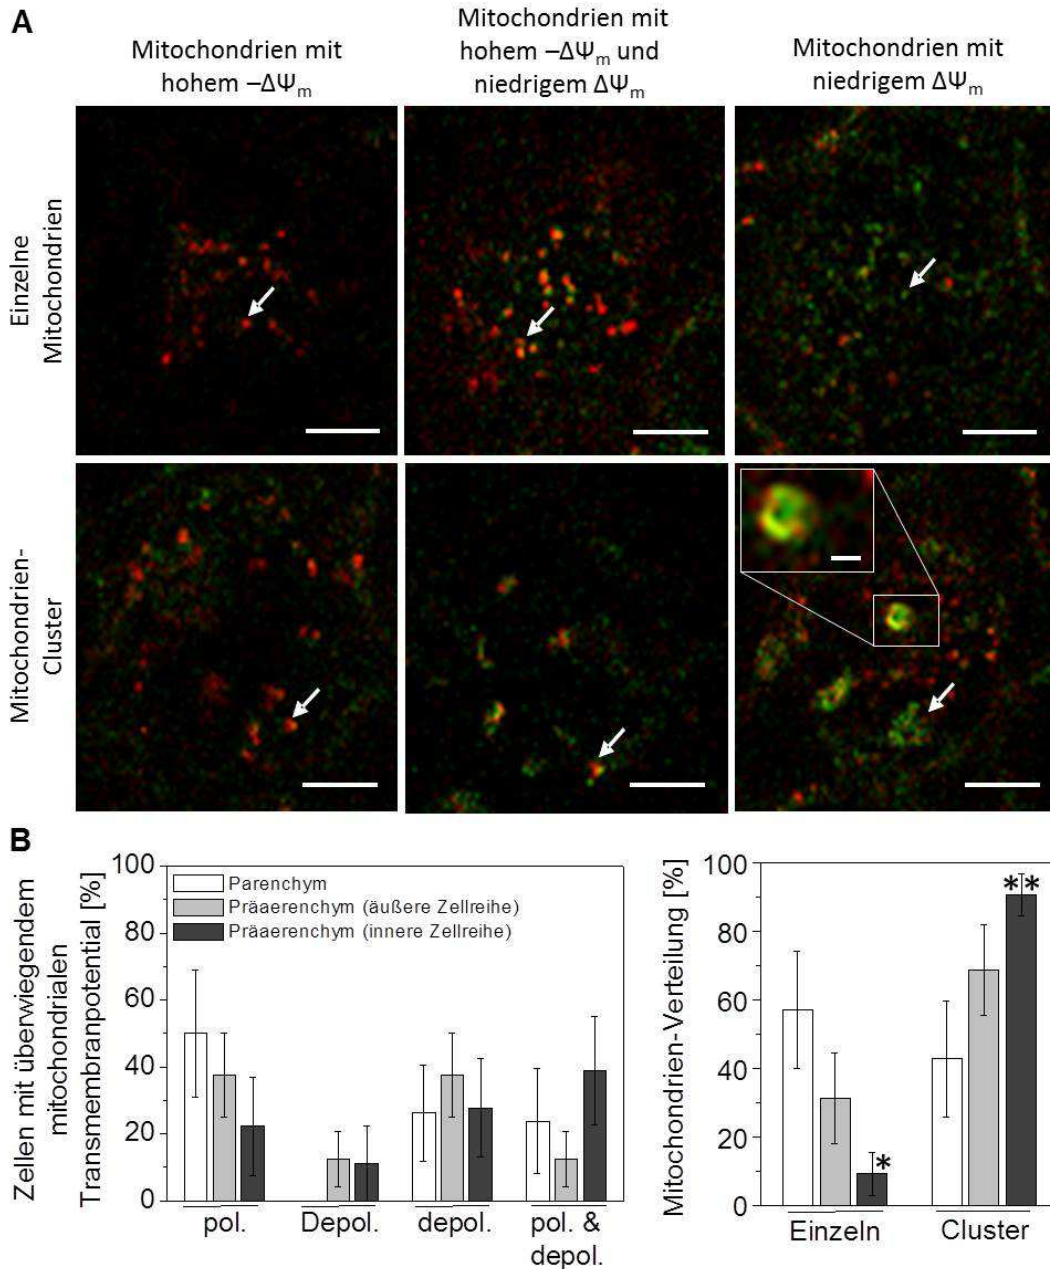 A
Mitochondrien mit
hohem –ΔΨm
Mitochondrien mit
hohem –ΔΨm und
niedrigem ΔΨm
Mitochondrien mit
niedrigem ΔΨm
Einzelne
Mitochondrien
Mitochondrien-
Cluster
B
Zellen mit überwiegendem
mitochondrialen
Transmembranpotential [%]
100
80
60
40
20
0
Parenchym
Präaerenchym (äußere Zellreihe)
Präaerenchym (innere Zellreihe)
pol.
Depol.
depol.
pol. &
depol.
Mitochondrien-Verteilung [%]
100
80
60
40
20
0
*
**
Einzeln
Cluster